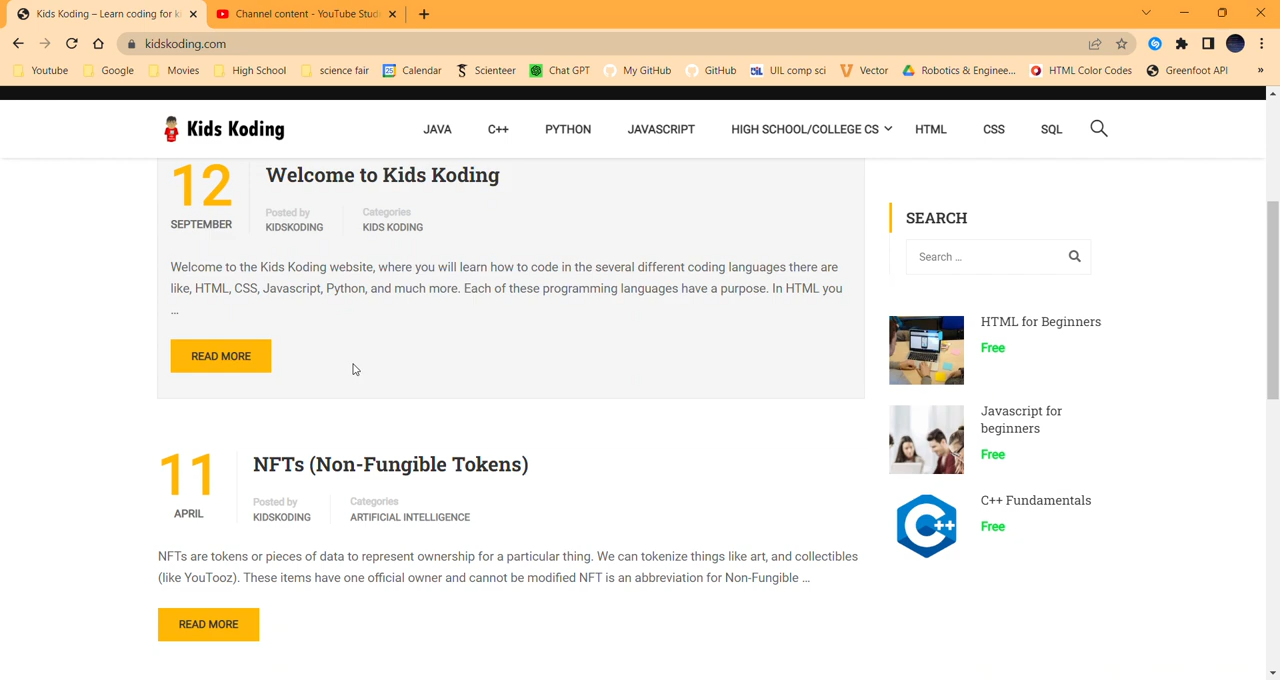 Kids Koding – Learn coding for k
Channel content - YouTube Studi
kidskoding.com
Youtube
Google
Movies
High School
science fair
Calendar
Scienteer
Chat GPT
My GitHub
GitHub
UIL comp sci
Vector
Robotics & Enginee...
HTML Color Codes
Greenfoot API
»
Kids Koding
JAVA
C++
PYTHON
JAVASCRIPT
HIGH SCHOOL/COLLEGE CS
HTML
CSS
SQL
12
SEPTEMBER
Welcome to Kids Koding
Posted by
KIDSKODING
Categories
KIDS KODING
Welcome to the Kids Koding website, where you will learn how to code in the several different coding languages there are
like, HTML, CSS, Javascript, Python, and much more. Each of these programming languages have a purpose. In HTML you
...
READ MORE
11
APRIL
NFTs (Non-Fungible Tokens)
Posted by
KIDSKODING
Categories
ARTIFICIAL INTELLIGENCE
NFTs are tokens or pieces of data to represent ownership for a particular thing. We can tokenize things like art, and collectibles
(like YouTooz). These items have one official owner and cannot be modified NFT is an abbreviation for Non-Fungible ...
READ MORE
SEARCH
Search ...
HTML for Beginners
Free
Javascript for
beginners
Free
C++
C++ Fundamentals
Free